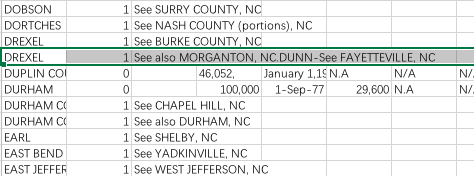 DOBSON 1 See SURRY COUNTY, NC
DORTCHES 1 See NASH COUNTY (portions), NC
DREXEL 1 See BURKE COUNTY, NC
DREXEL 1 See also MORGANTON, NC.DUNN-See FAYETTEVILLE, NC
DUPLIN COU 0 46,052, January 1,19 N.A N/A N/
DURHAM 0 100,000 1-Sep-77 29,600 N.A N/A N/
DURHAM CO 1 See CHAPEL HILL, NC
DURHAM CO 1 See also DURHAM, NC
EARL 1 See SHELBY, NC
EAST BEND 1 See YADKINVILLE, NC
EAST JEFFER 1 See WEST JEFFERSON, NC